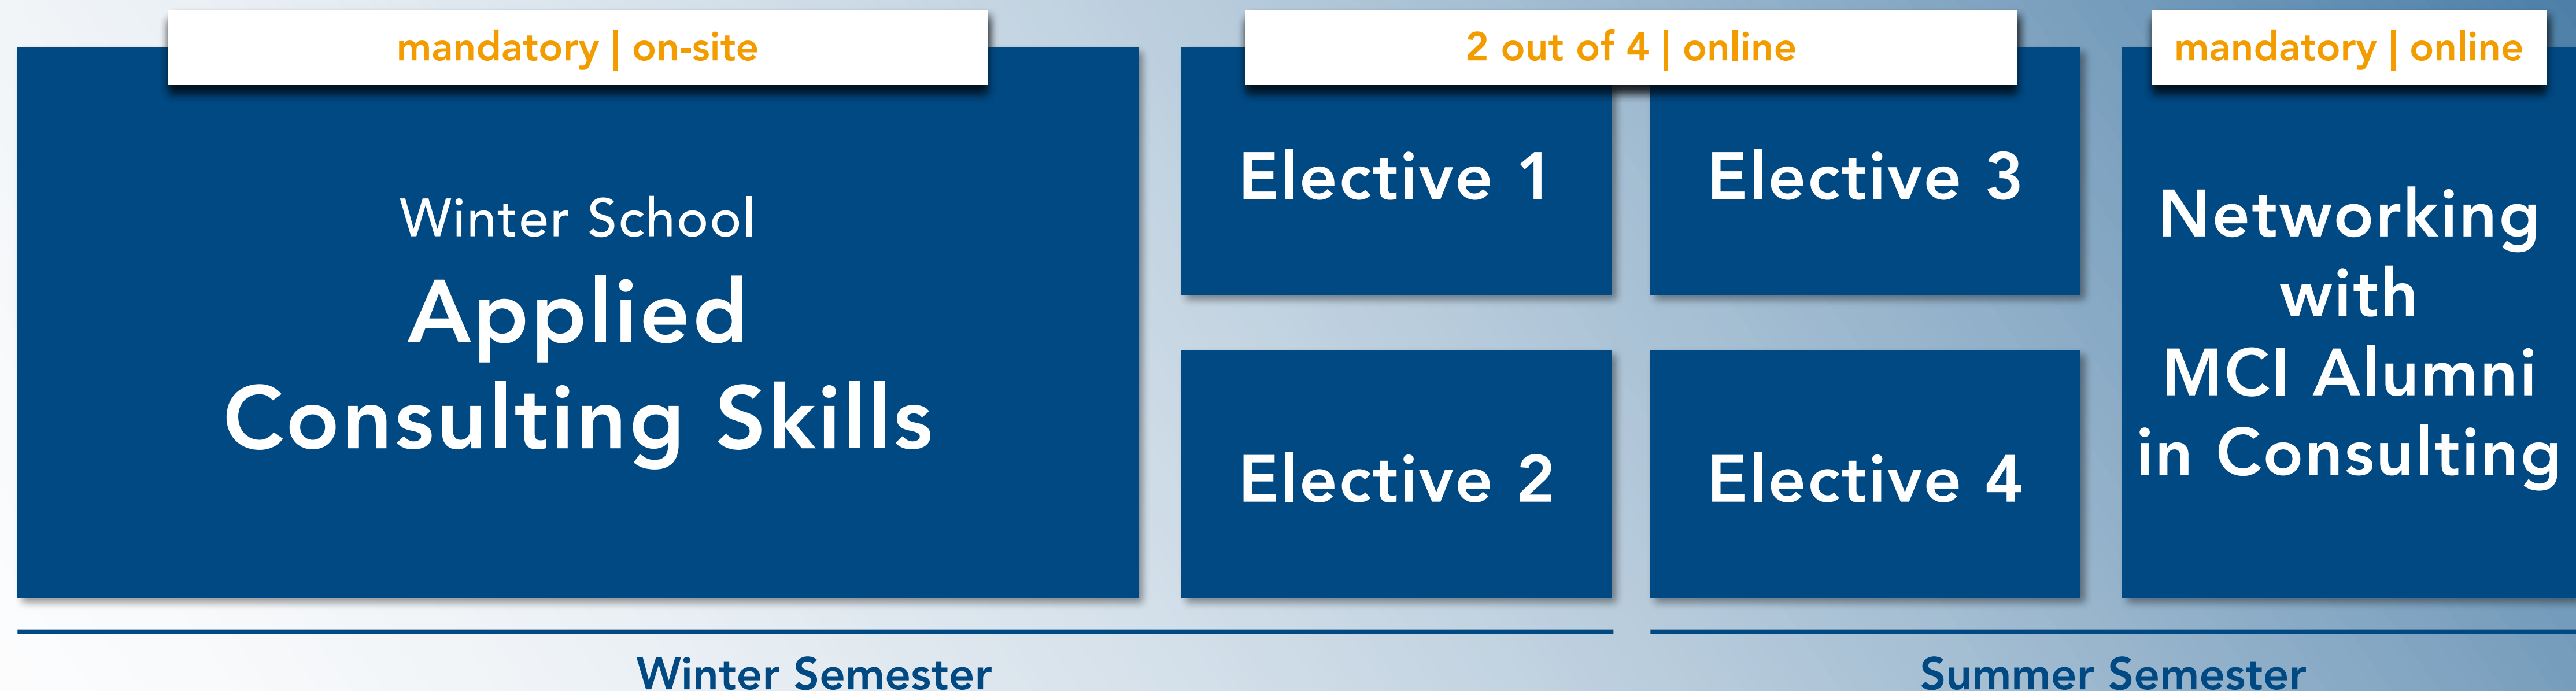 mandatory | on-site
Winter School
Applied
Consulting Skills
2 out of 4 | online
Elective 1
Elective 3
Elective 2
Elective 4
mandatory | online
Networking
with
MCI Alumni
in Consulting
Winter Semester
Summer Semester